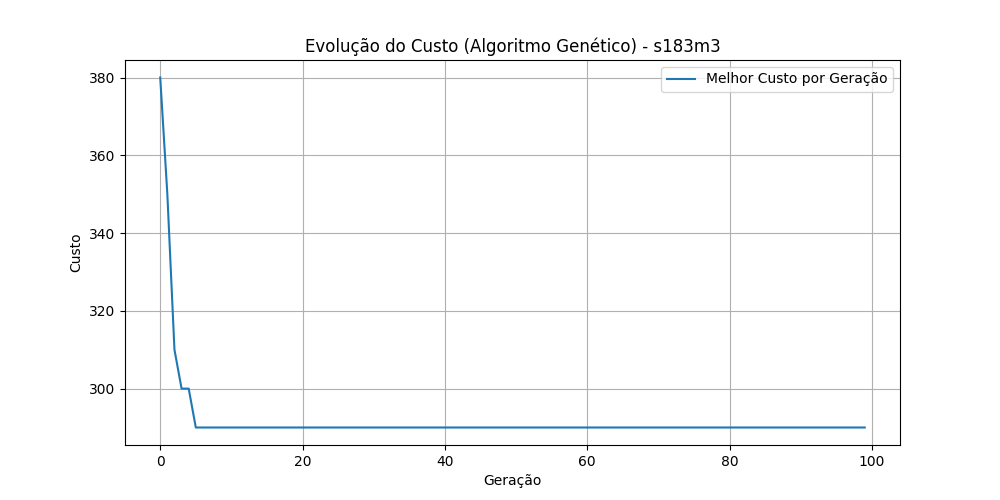 Evolução do Custo (Algoritmo Genético) - s183m3
Melhor Custo por Geração
Custo
380
360
340
320
300
0 20 40 60 80 100
Geração